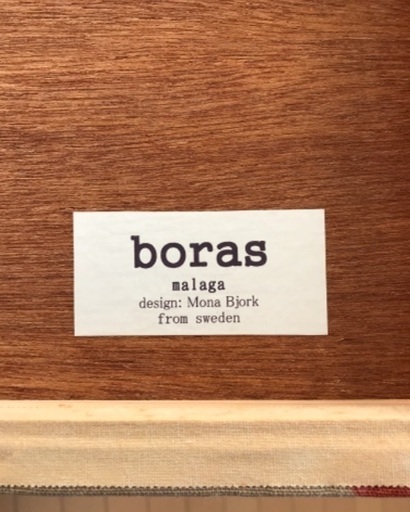 boras
malaga
design: Mona Bjork
from sweden